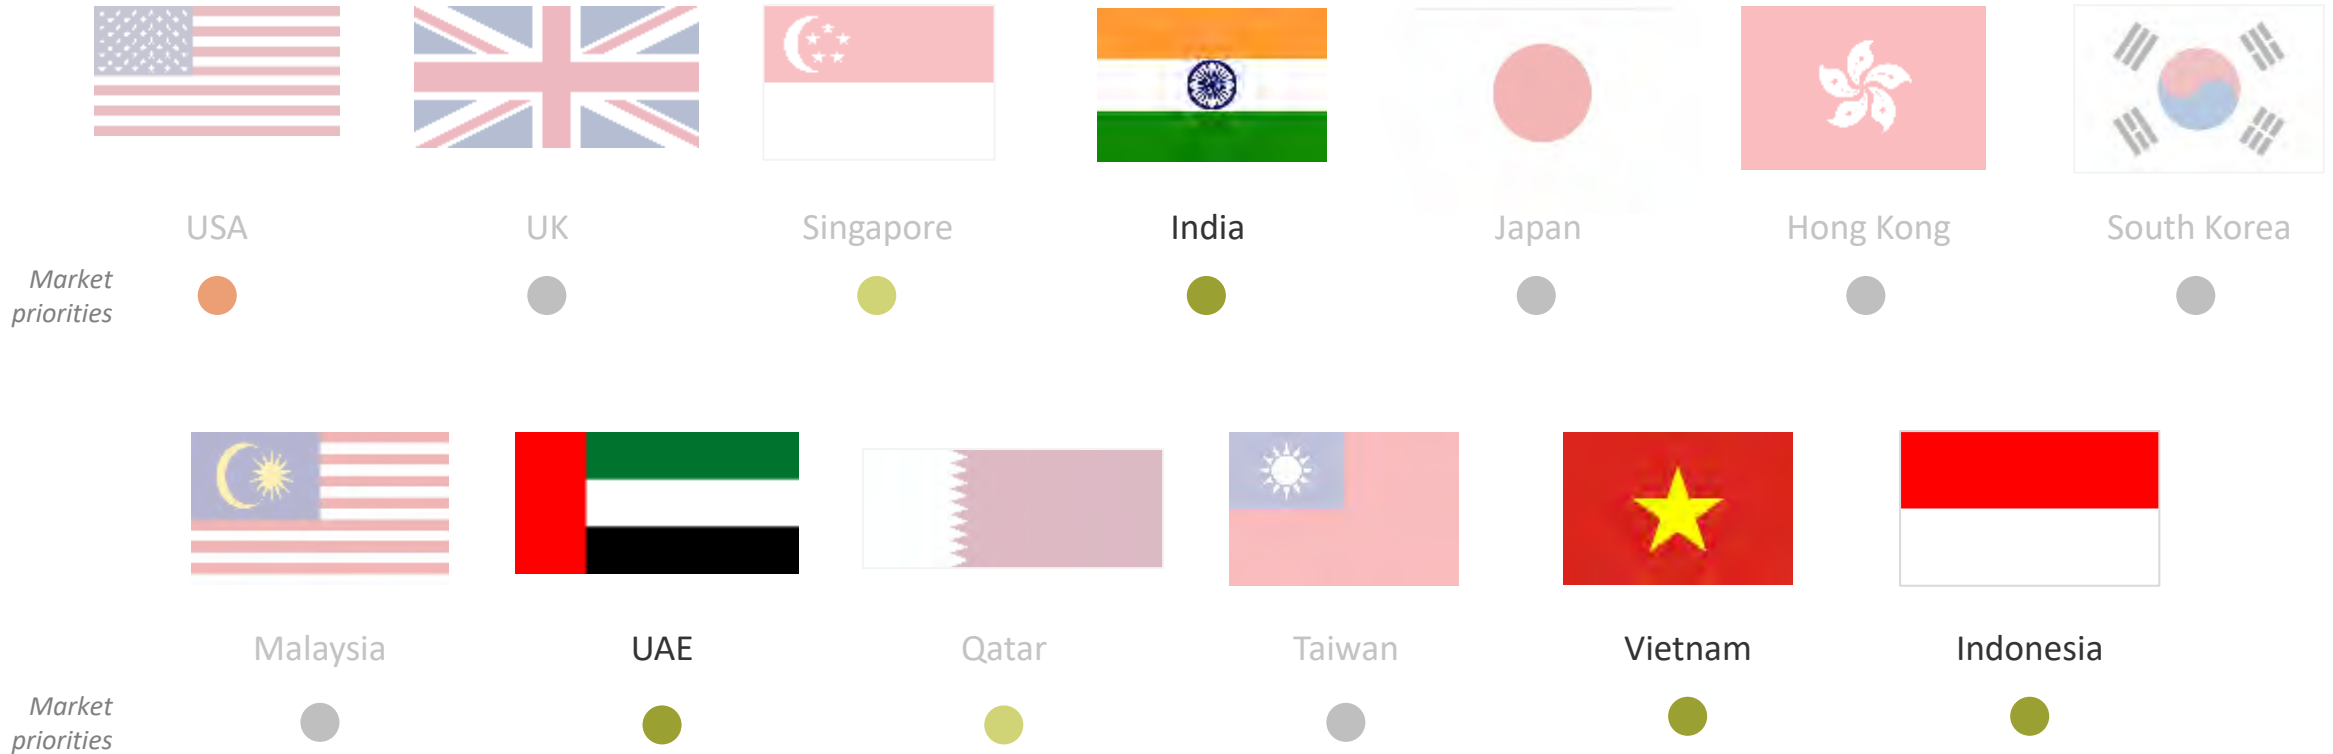 USA
UK
Singapore
India
Japan
Hong Kong
South Korea
Market
priorities
Malaysia
UAE
Qatar
Taiwan
Vietnam
Indonesia
Market
priorities